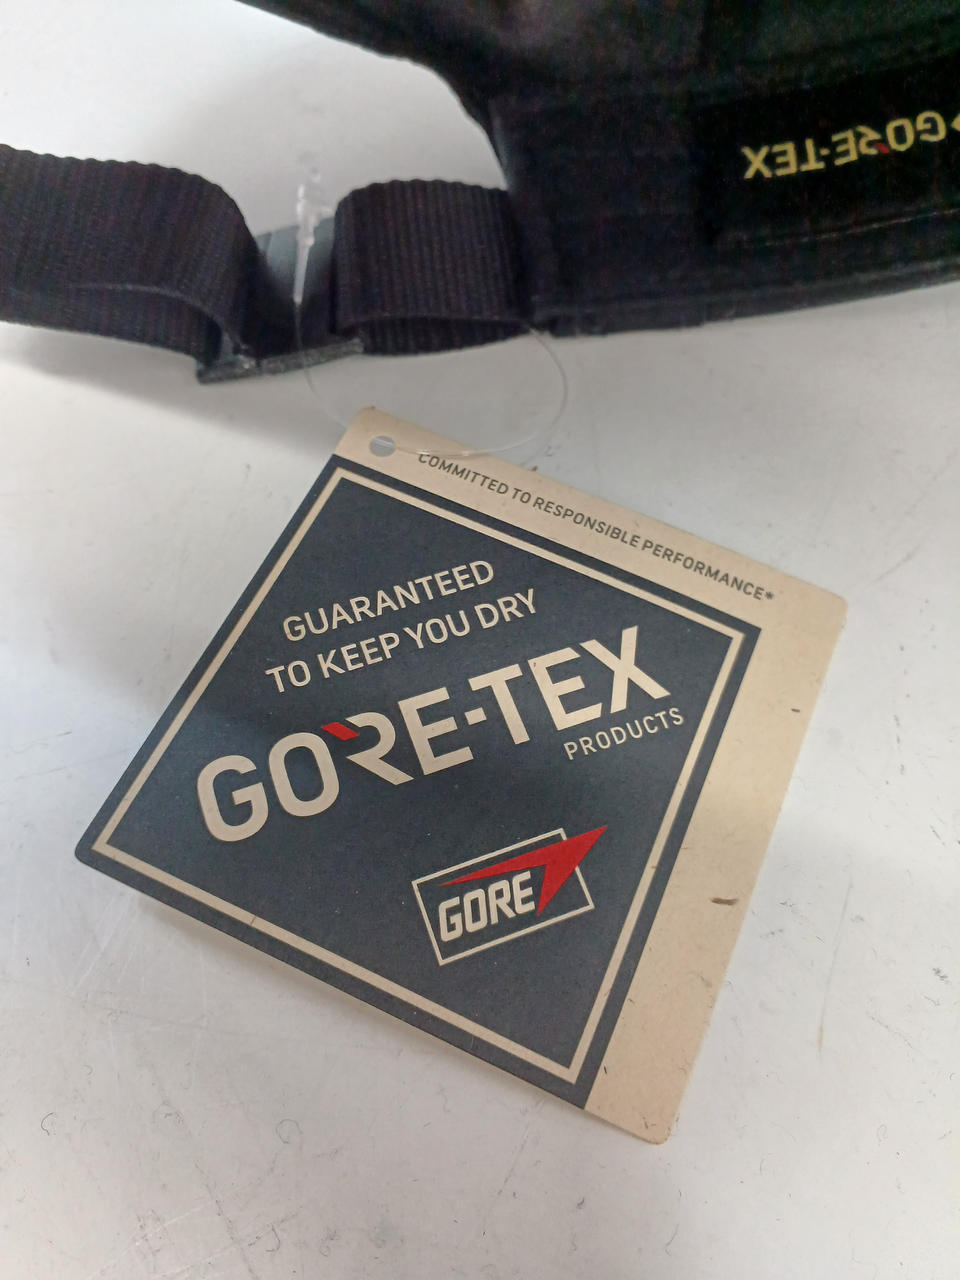 GORE-TEX
COMMITTED TO RESPONSIBLE PERFORMANCE*
GUARANTEED
TO KEEP YOU DRY
GORE-TEX
PRODUCTS
GORE